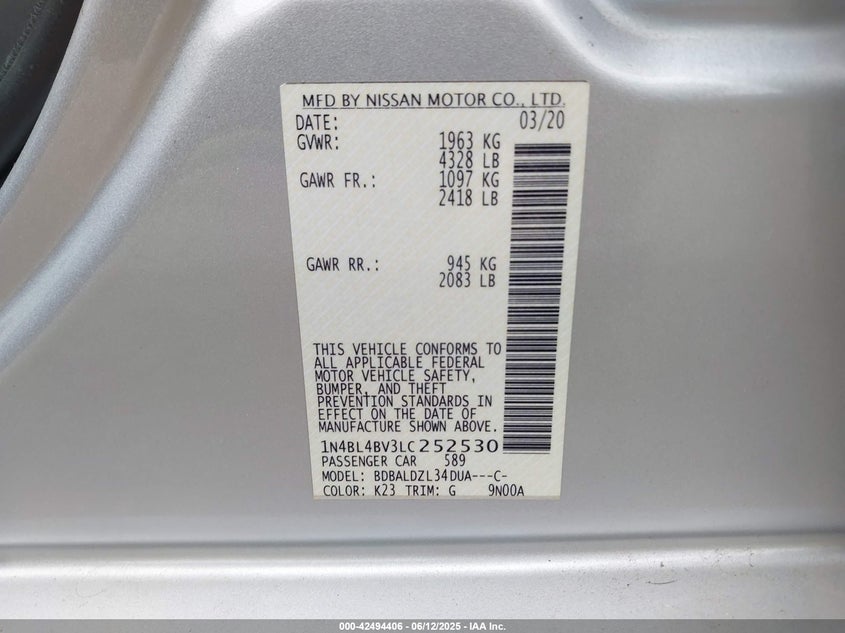 MFD BY NISSAN MOTOR CO., LTD.
DATE: 03/20
GVWR: 1963 KG
4328 LB
GAWR FR.: 1097 KG
2418 LB
GAWR RR.: 945 KG
2083 LB
THIS VEHICLE CONFORMS TO
ALL APPLICABLE FEDERAL
MOTOR VEHICLE SAFETY,
BUMPER, AND THEFT
PREVENTION STANDARDS IN
EFFECT ON THE DATE OF
MANUFACTURE SHOWN ABOVE.
1N4BL4BV3LC252530
PASSENGER CAR 589
MODEL: BDBALDZL34DUA---C-
COLOR: K23 TRIM: G 9N00A
000-42494406 - 06/12/2025 - IAA Inc.